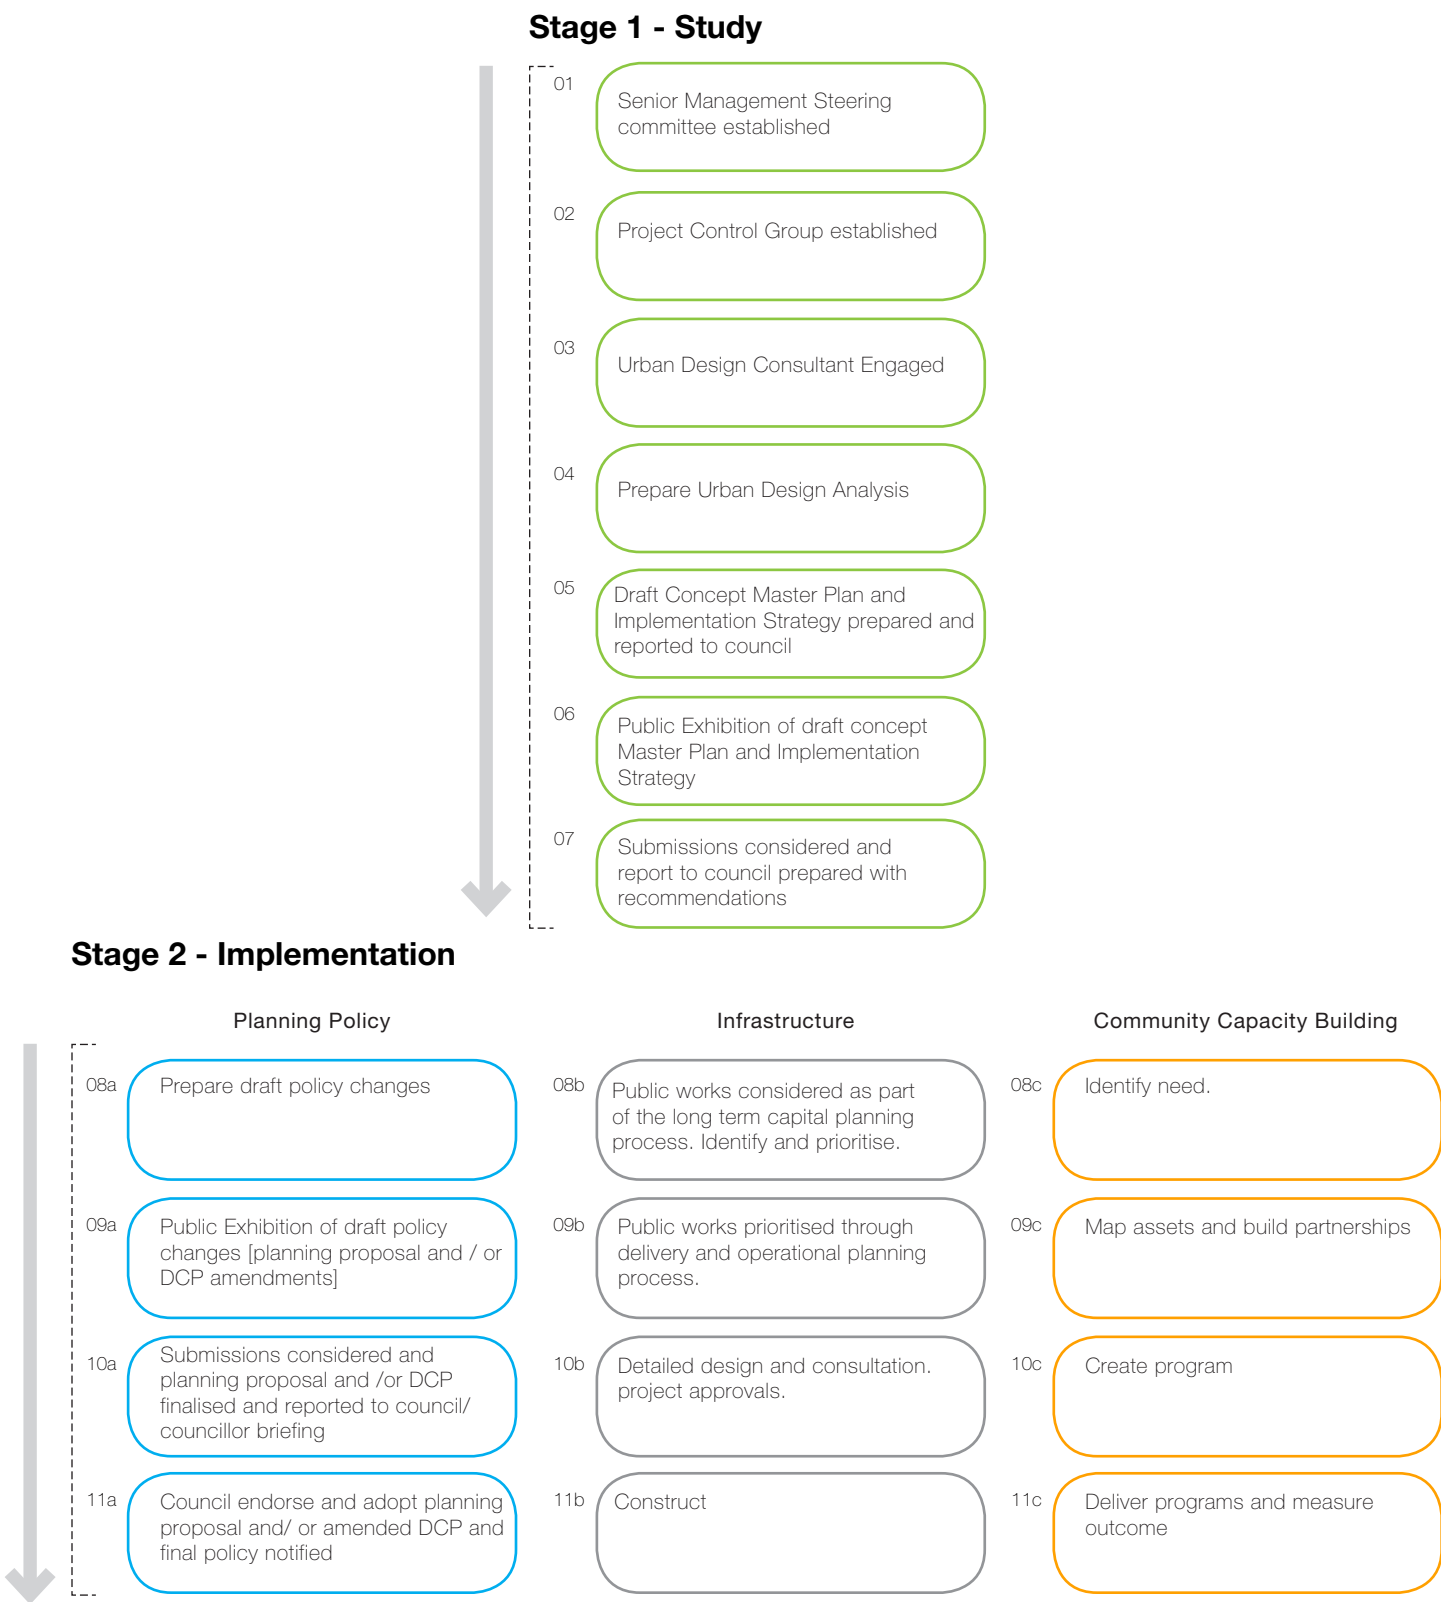 Stage 1 - Study
01
Senior Management Steering
committee established
02
Project Control Group established
03
Urban Design Consultant Engaged
04
Prepare Urban Design Analysis
05
Draft Concept Master Plan and
Implementation Strategy prepared and
reported to council
06
Public Exhibition of draft concept
Master Plan and Implementation
Strategy
07
Submissions considered and
report to council prepared with
recommendations
Stage 2 - Implementation
Planning Policy
Infrastructure
Community Capacity Building
08a
Prepare draft policy changes
08b
Public works considered as part
of the long term capital planning
process. Identify and prioritise.
08c
Identify need.
09a
Public Exhibition of draft policy
changes [planning proposal and / or
DCP amendments]
09b
Public works prioritised through
delivery and operational planning
process.
09c
Map assets and build partnerships
10a
Submissions considered and
planning proposal and /or DCP
finalised and reported to council/
councillor briefing
10b
Detailed design and consultation.
project approvals.
10c
Create program
11a
Council endorse and adopt planning
proposal and/ or amended DCP and
final policy notified
11b
Construct
11c
Deliver programs and measure
outcome